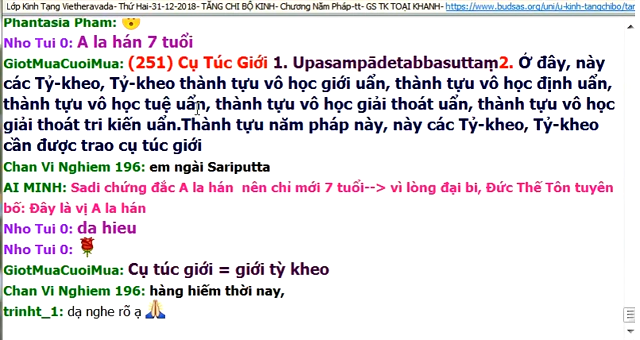 Lớp Kinh Tạng Vietheravada- Thứ Hai-31-12-2018- TĂNG CHI BỘ KINH- Chương Năm Pháp-tt- GS TK TOẠI KHANH- https://www.budsas.org/uni/u-kinh-tangchibo/tan
Phantasia Pham:
Nho Tui 0: A la hán 7 tuổi
GiotMuaCuoiMua: (251) Cụ Túc Giới 1. Upasampādetabbasuttaṃ2. Ở đây, này
các Tỷ-kheo, Tỷ-kheo thành tựu vô học giới uẩn, thành tựu vô học định uẩn,
thành tựu vô học tuệ uẩn, thành tựu vô học giải thoát uẩn, thành tựu vô học
giải thoát tri kiến uẩn.Thành tựu năm pháp này, này các Tỷ-kheo, Tỷ-kheo
cần được trao cụ túc giới
Chan Vi Nghiem 196: em ngài Sariputta
AI MINH: Sadi chứng đắc A la hán nên chỉ mới 7 tuổi--> vì lòng đại bi, Đức Thế Tôn tuyên
bố: Đây là vị A la hán
Nho Tui 0: da hieu
Nho Tui 0:
GiotMuaCuoiMua: Cụ túc giới = giới tỳ kheo
Chan Vi Nghiem 196: hàng hiếm thời nay,
trinht_1: dạ nghe rõ ạ